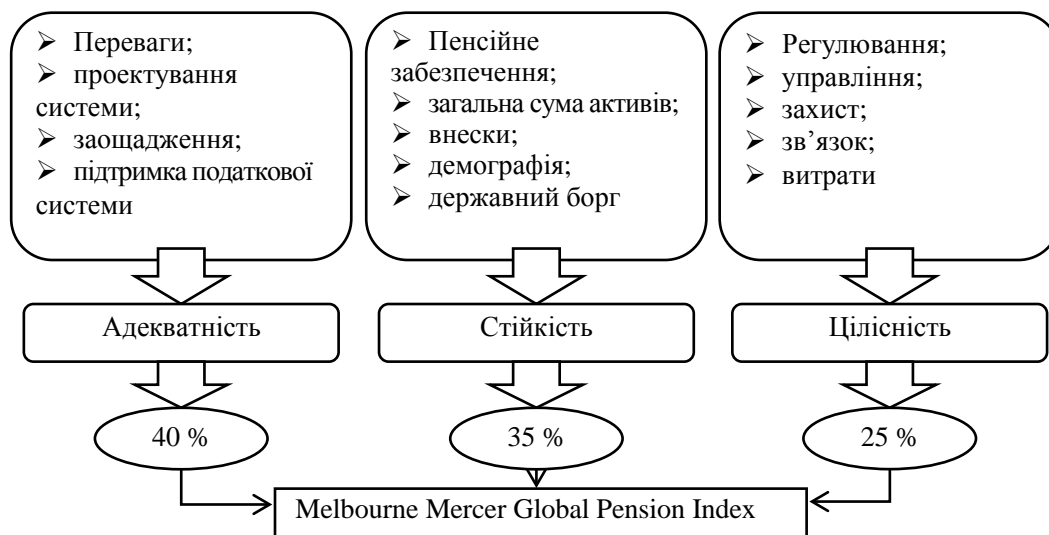 ➢ Переваги;
➢ проектування
системи;
➢ заощадження;
➢ підтримка податкової
системи
➢ Пенсійне
забезпечення;
➢ загальна сума активів;
➢ внески;
➢ демографія;
➢ державний борг
➢ Регулювання;
➢ управління;
➢ захист;
➢ зв’язок;
➢ витрати
Адекватність
Стійкість
Цілісність
40 %
35 %
25 %
Melbourne Mercer Global Pension Index